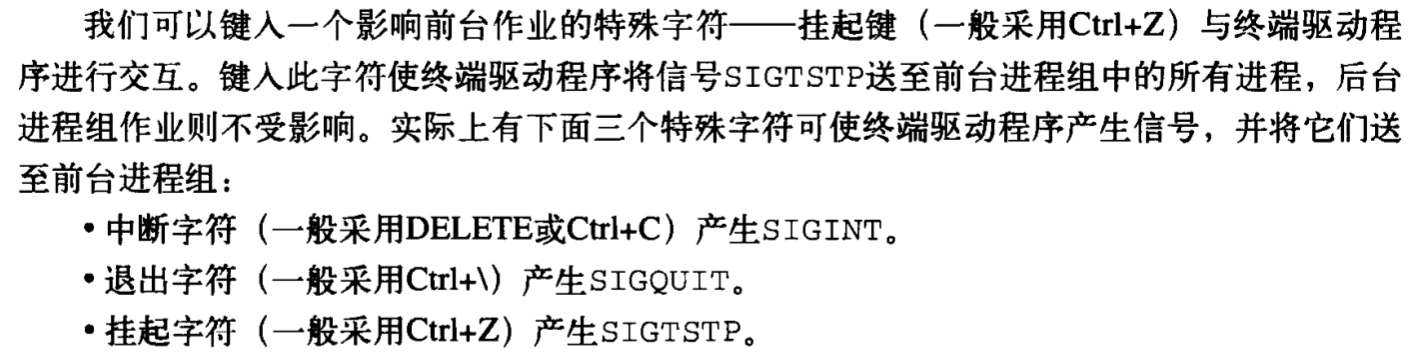 我们可以键入一个影响前台作业的特殊字符——挂起键（一般采用Ctrl+Z）与终端驱动程
序进行交互。键入此字符使终端驱动程序将信号SIGTSTP送至前台进程组中的所有进程，后台
进程组作业则不受影响。实际上有下面三个特殊字符可使终端驱动程序产生信号，并将它们送
至前台进程组：
• 中断字符（一般采用DELETE或Ctrl+C）产生SIGINT。
• 退出字符（一般采用Ctrl+\）产生SIGQUIT。
• 挂起字符（一般采用Ctrl+Z）产生SIGTSTP。